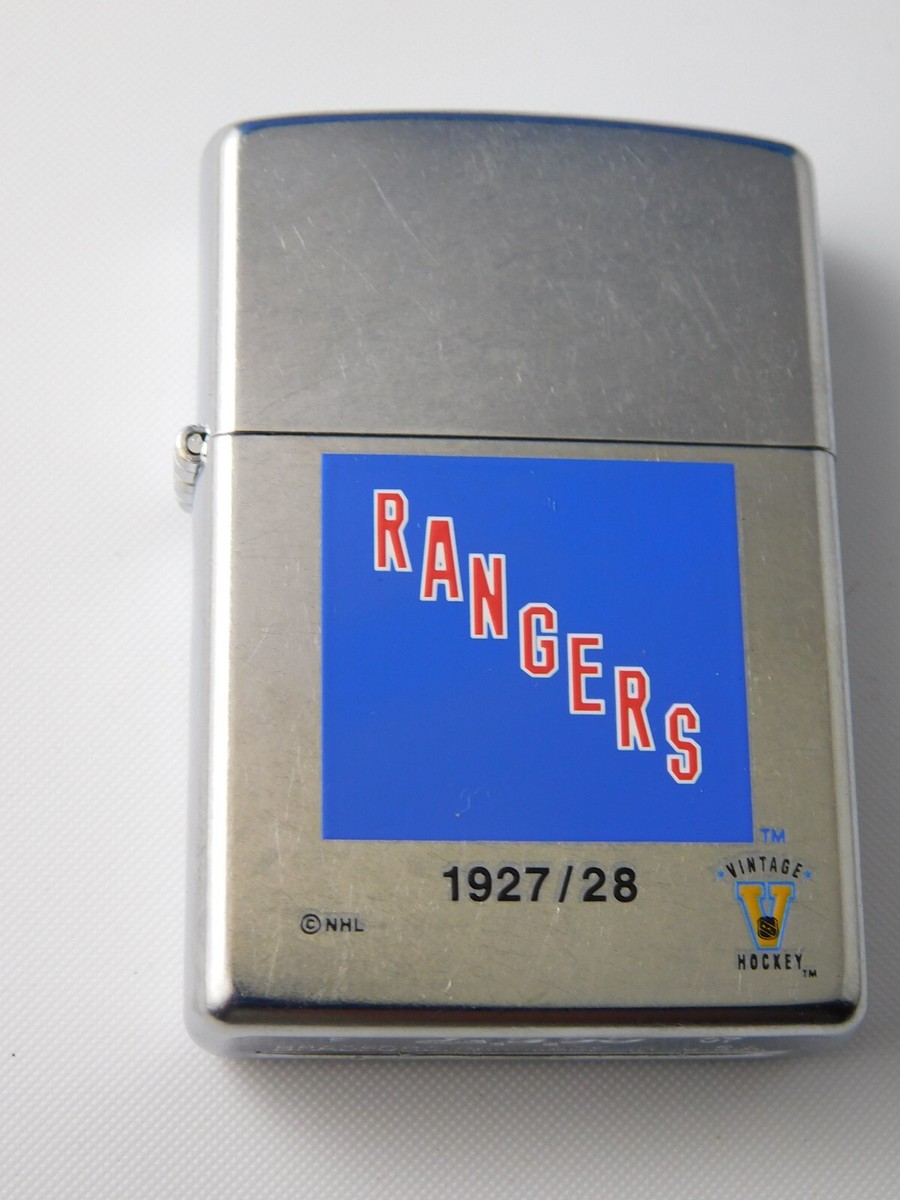 RANGERS
TM
1927/28
© NHL
VINTAGE
V
HOCKEY TM